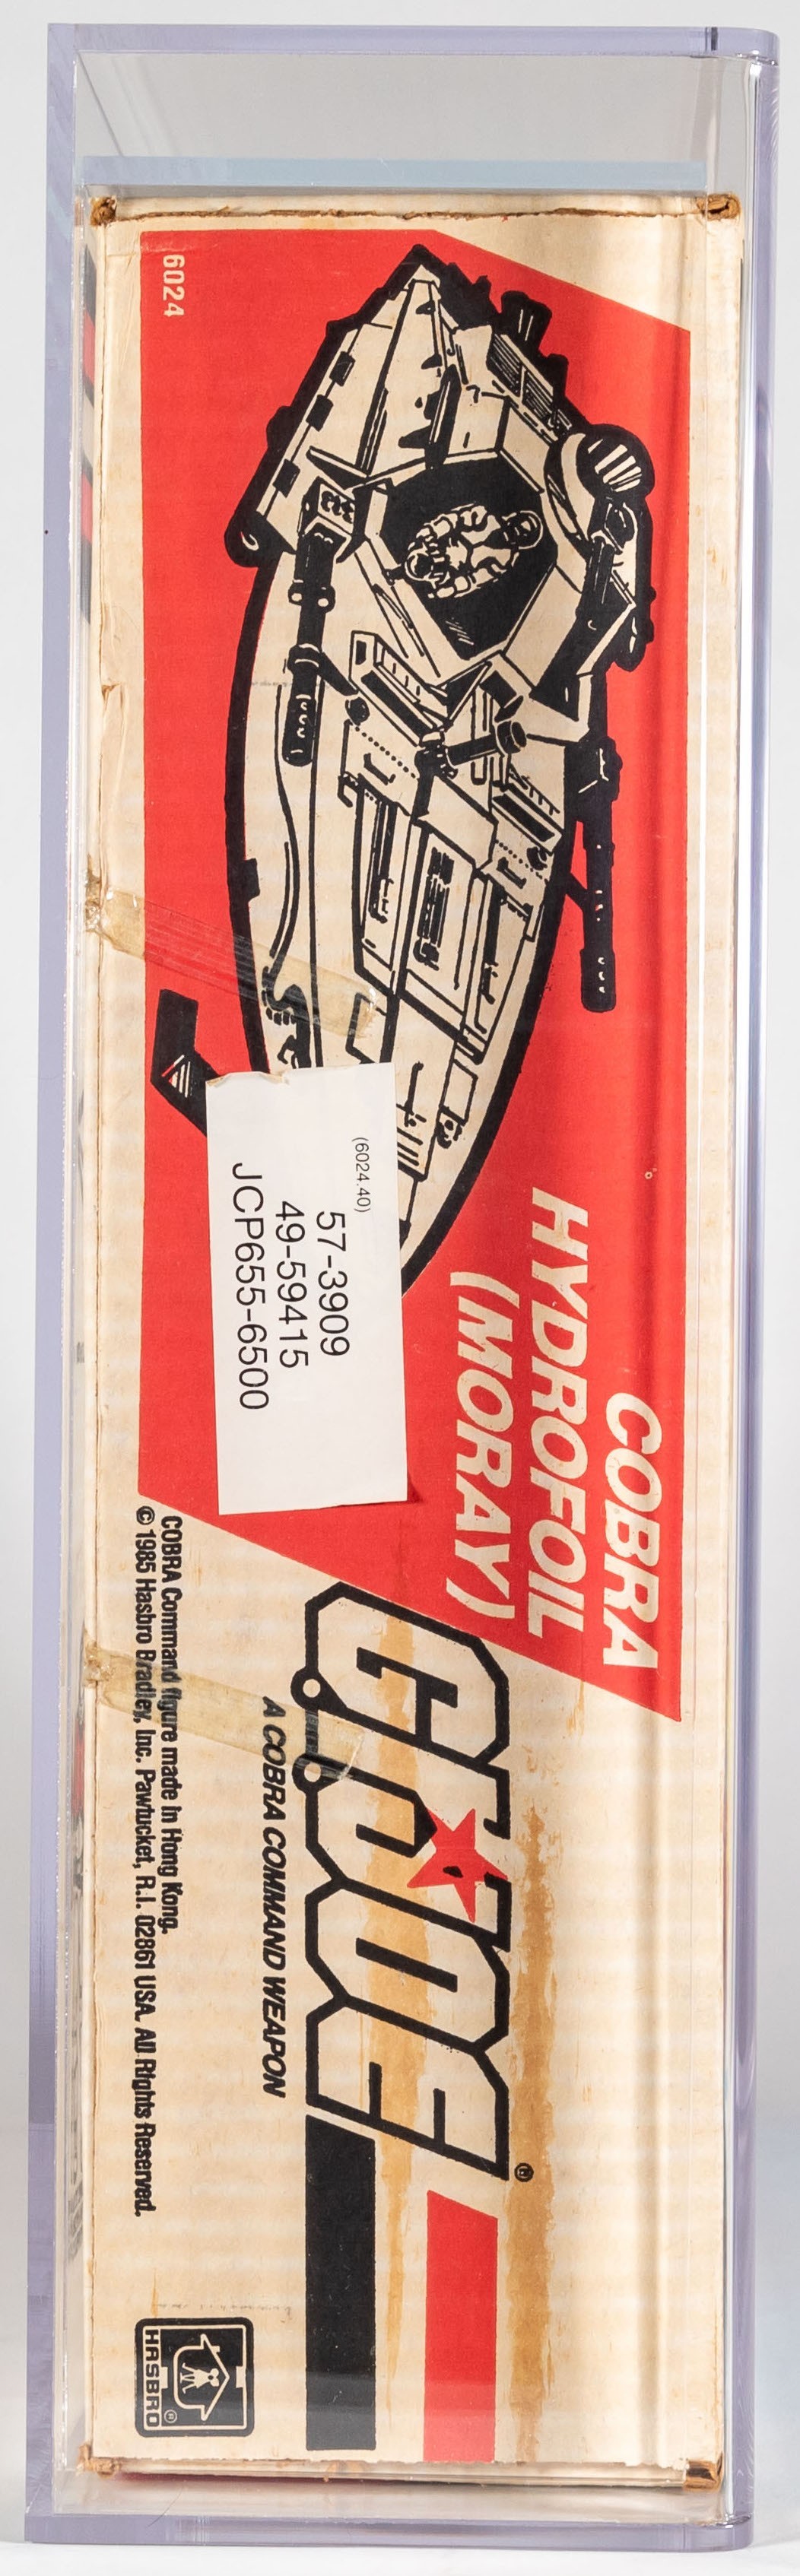 6024
COBRA
HYDROFOIL
(MORAY)
(6024.40)
57-3909
49-59415
JCP655-6500
G.I. JOE®
A COBRA COMMAND WEAPON
COBRA Command figure made in Hong Kong.
© 1985 Hasbro Bradley, Inc. Pawtucket, R.I. 02861 USA. All Rights Reserved.
HASBRO®